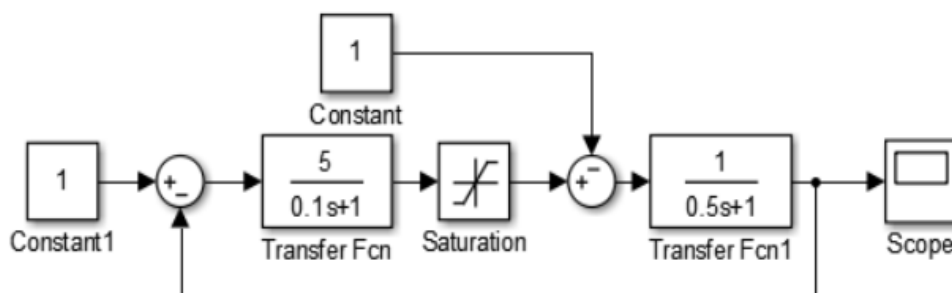 1
Constant
1
Constant1
+
−
5
0.1s+1
Transfer Fcn
Saturation
−
+
1
0.5s+1
Transfer Fcn1
Scope